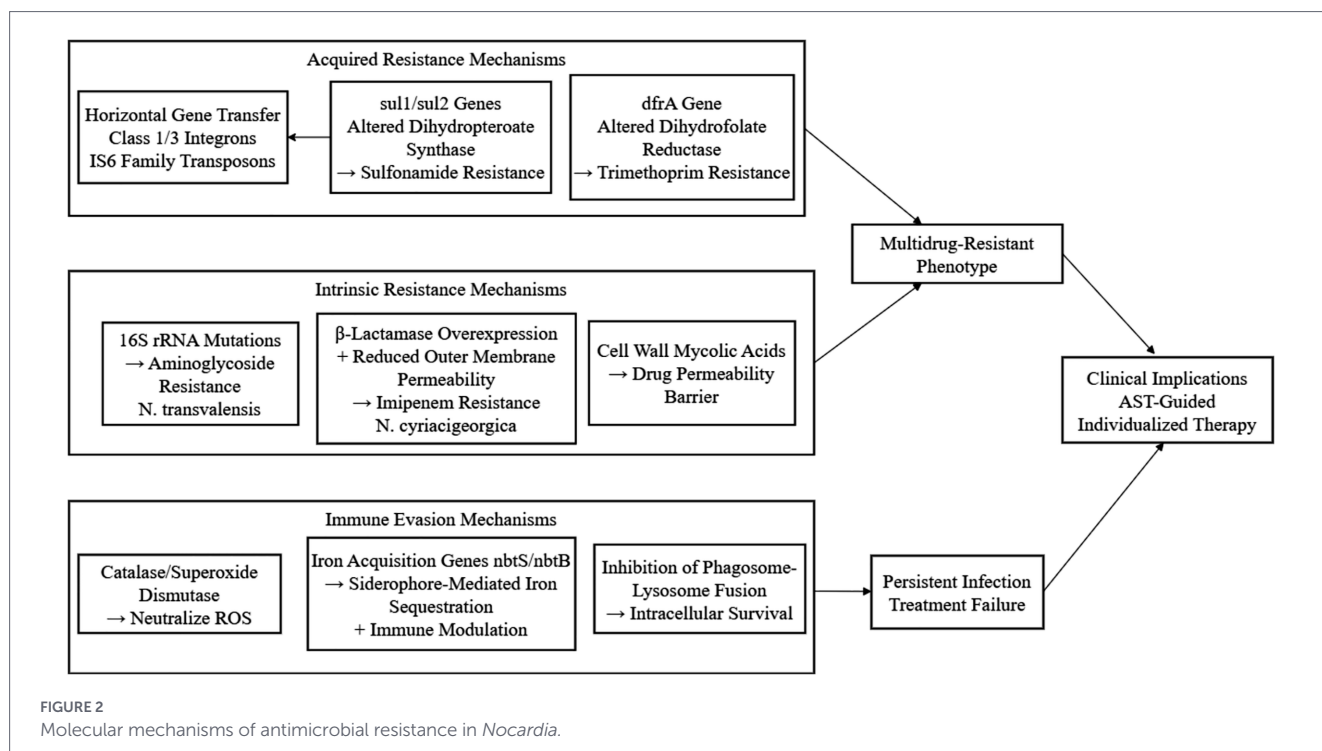 Acquired Resistance Mechanisms
Horizontal Gene Transfer
Class 1/3 Integrons
IS6 Family Transposons
sul1/sul2 Genes
Altered Dihydropteroate
Synthase
→ Sulfonamide Resistance
dfrA Gene
Altered Dihydrofolate
Reductase
→ Trimethoprim Resistance
Multidrug-Resistant
Phenotype
Intrinsic Resistance Mechanisms
16S rRNA Mutations
→ Aminoglycoside
Resistance
N. transvalensis
β-Lactamase Overexpression
+ Reduced Outer Membrane
Permeability
→ Imipenem Resistance
N. cyriacigeorgica
Cell Wall Mycolic Acids
→ Drug Permeability
Barrier
Clinical Implications
AST-Guided
Individualized Therapy
Immune Evasion Mechanisms
Catalase/Superoxide
Dismutase
→ Neutralize ROS
Iron Acquisition Genes nbtS/nbtB
→ Siderophore-Mediated Iron
Sequestration
+ Immune Modulation
Inhibition of Phagosome-
Lysosome Fusion
→ Intracellular Survival
Persistent Infection
Treatment Failure
FIGURE 2
Molecular mechanisms of antimicrobial resistance in Nocardia.